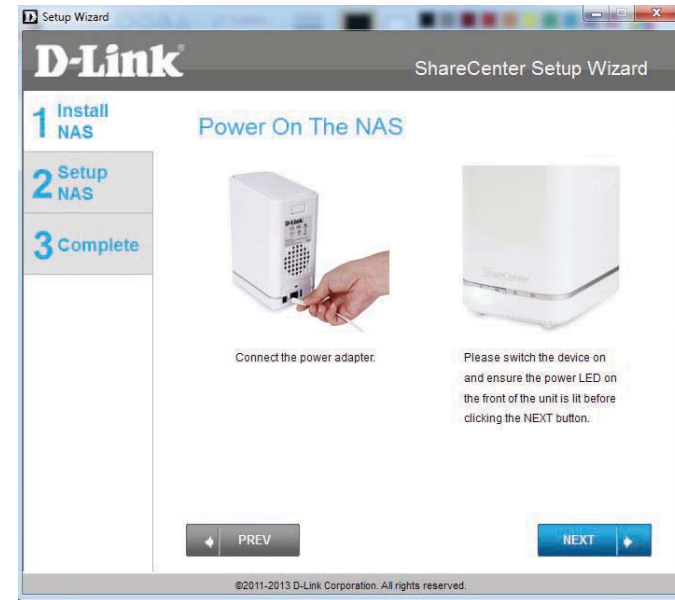 Setup Wizard
D-Link
ShareCenter Setup Wizard
1 Install
NAS
2 Setup
NAS
3 Complete
Power On The NAS
D-Link
ShareCenter
Connect the power adapter.
Please switch the device on
and ensure the power LED on
the front of the unit is lit before
clicking the NEXT button.
PREV
NEXT
©2011-2013 D-Link Corporation. All rights reserved.